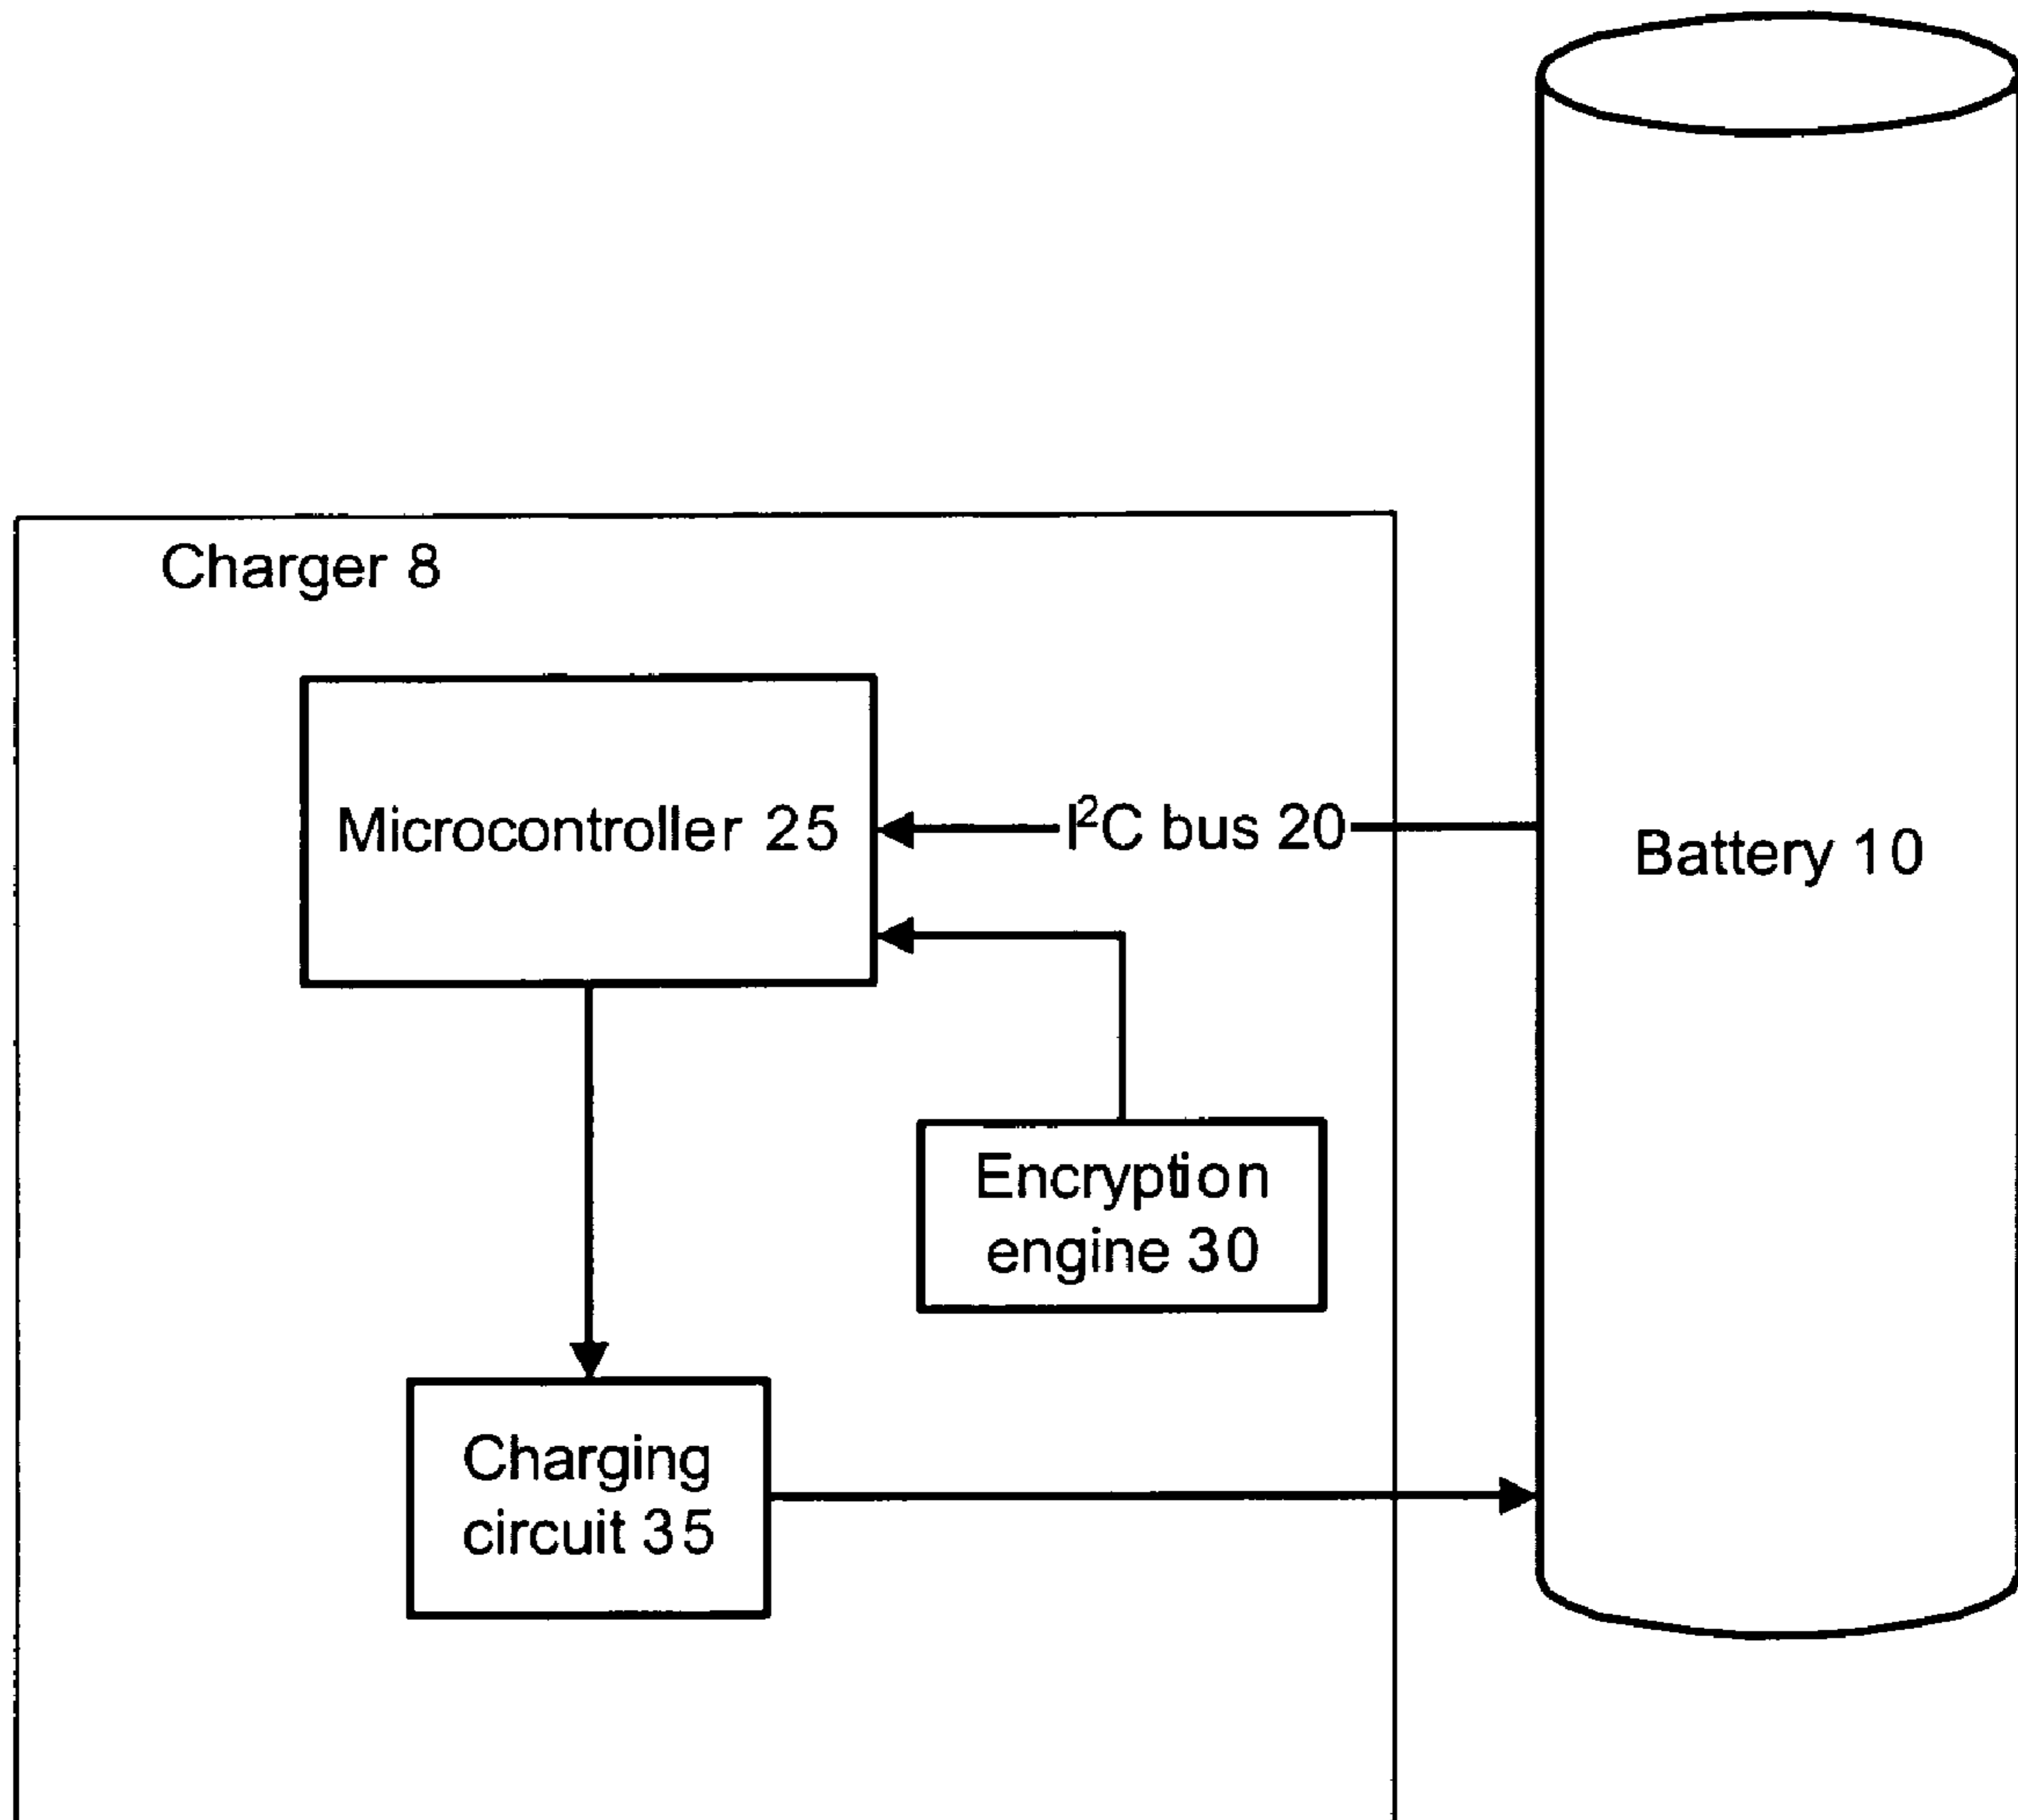 Charger 8
Microcontroller 25
I²C bus 20
Battery 10
Encryption
engine 30
Charging
circuit 35